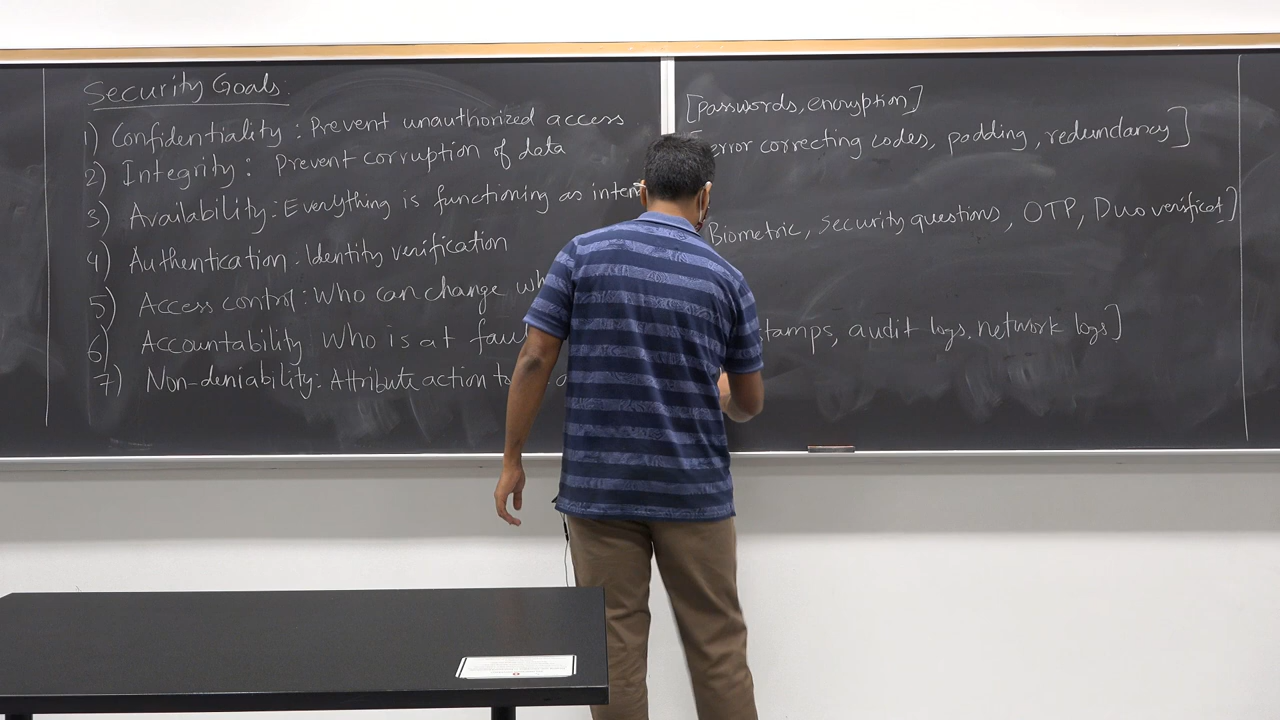 Security Goals:
1) Confidentiality : Prevent unauthorized access [Passwords, encryption]
2) Integrity : Prevent corruption of data error correcting codes, padding, redundancy]
3) Availability : Everything is functioning as
4) Authentication : Identity verification Biometric, Security questions, OTP, Duo verificat]
5) Access control : Who can change
6) Accountability : Who is at audit logs, network logs]
7) Non-deniability : Attribute action to